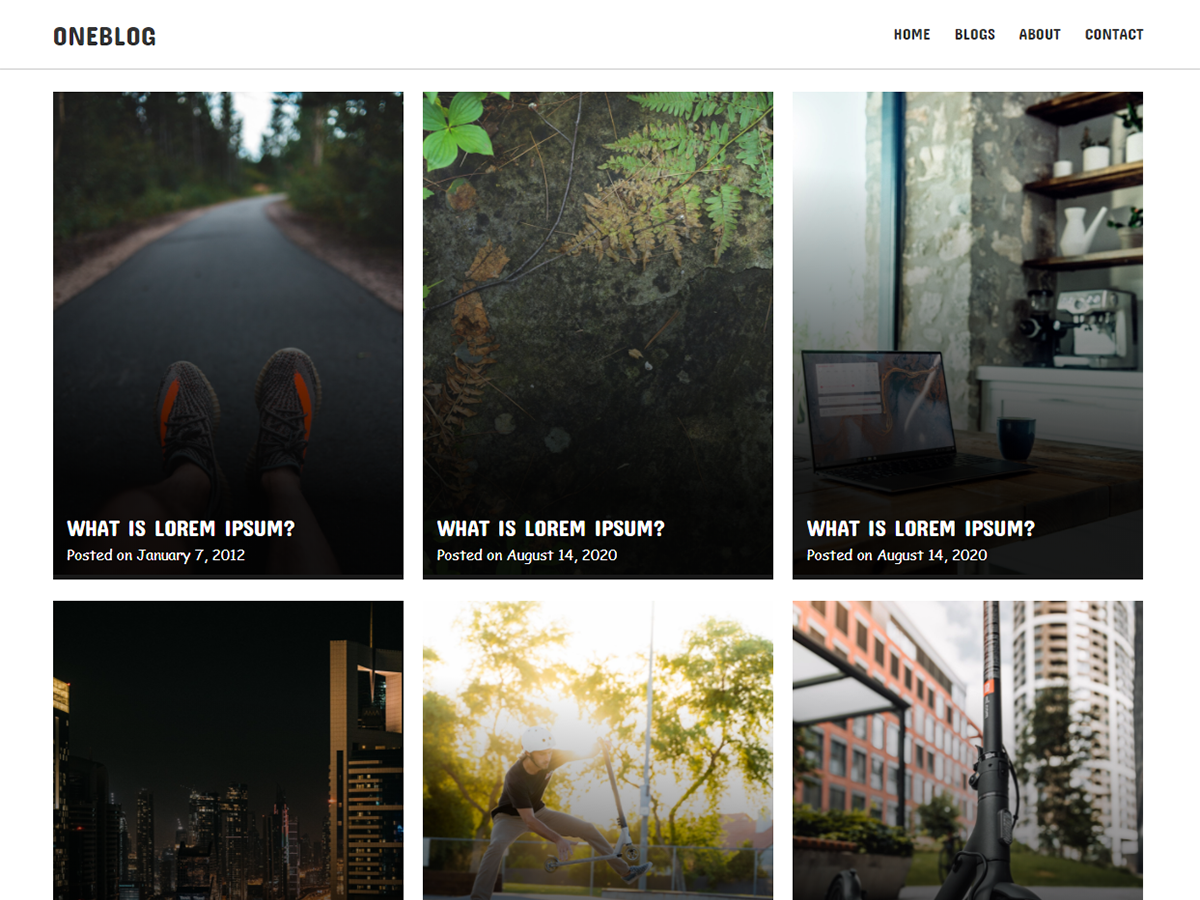 ONEBLOG
HOME BLOGS ABOUT CONTACT
WHAT IS LOREM IPSUM?
Posted on January 7, 2012
WHAT IS LOREM IPSUM?
Posted on August 14, 2020
WHAT IS LOREM IPSUM?
Posted on August 14, 2020